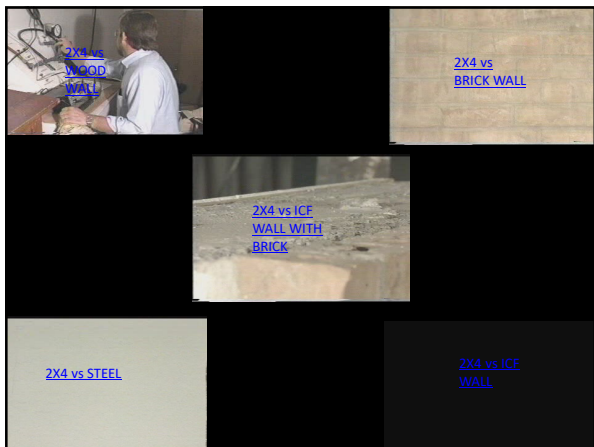 2X4 vs
WOOD
WALL
2X4 vs
BRICK WALL
2X4 vs ICF
WALL WITH
BRICK
2X4 vs STEEL
2X4 vs ICF
WALL